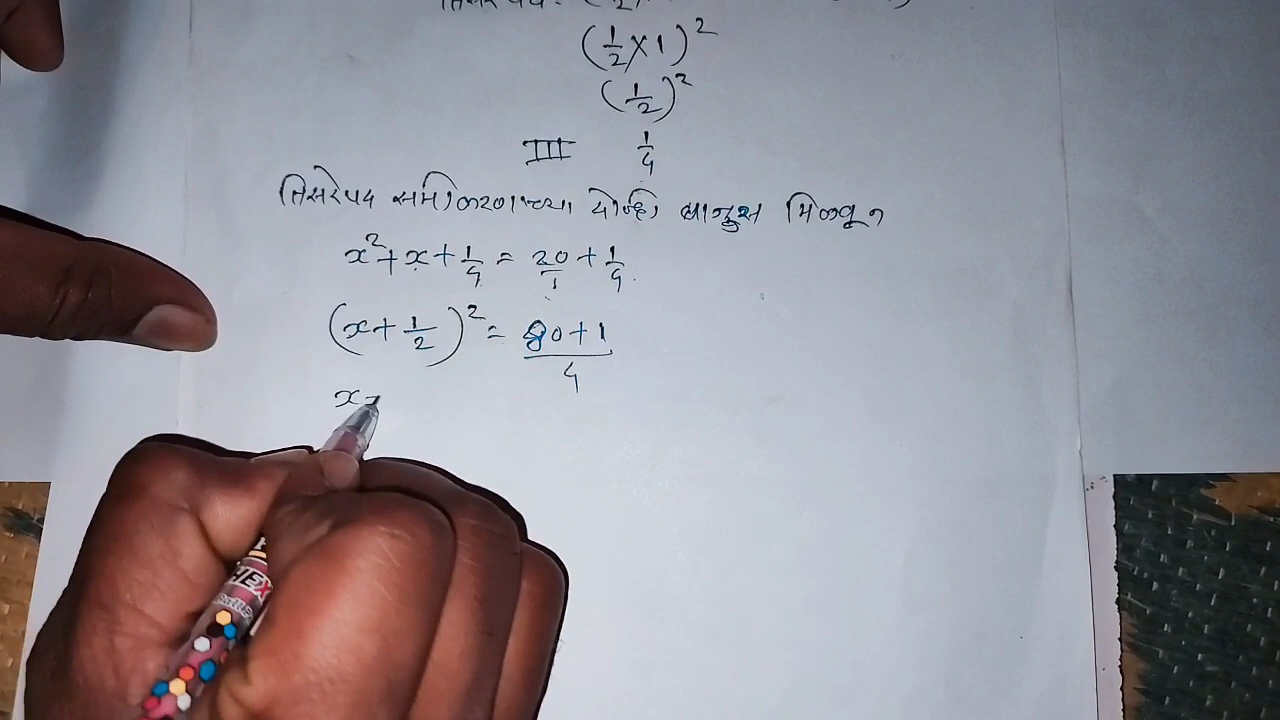 (1/2 × 1)²
(1/2)²
III 1/4
तिसरे पद समीकरणाच्या दोन्ही बाजुस मिळवून
x² + x + 1/4 = 20/1 + 1/4
(x + 1/2)² = 80+1/4
x